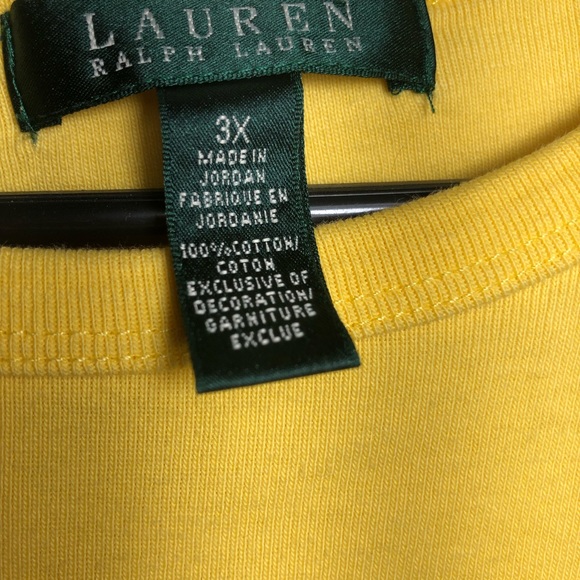 LAUREN
RALPH LAUREN
3X
MADE IN
JORDAN
FABRIQUE EN
JORDANIE
100%COTTON/
COTON
EXCLUSIVE OF
DECORATION/
GARNITURE
EXCLUE